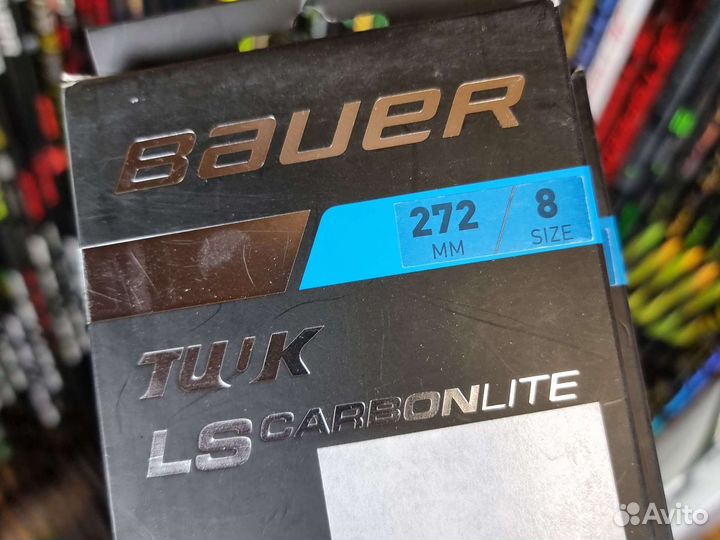 BAUER
272 / 8
MM SIZE
TUUK
LS CARBONLITE
Avito